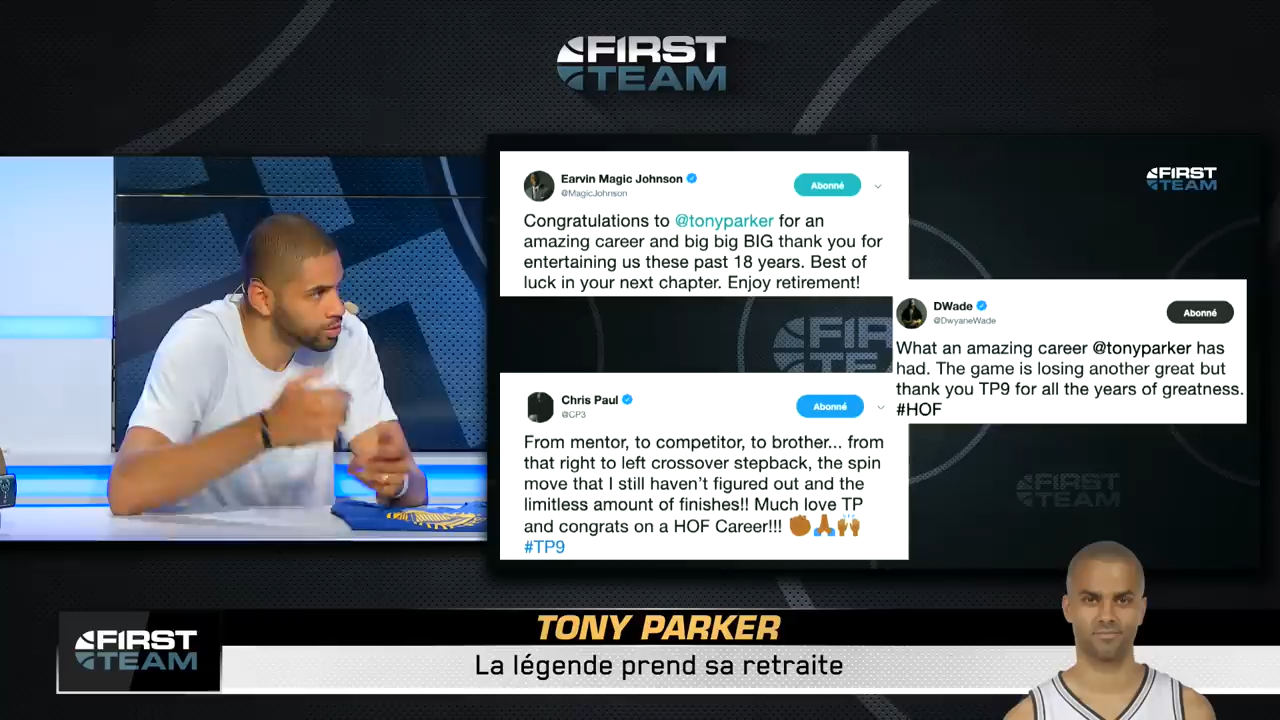 FIRST
TEAM
Earvin Magic Johnson
@MagicJohnson
Abonné
Congratulations to @tonyparker for an
amazing career and big big BIG thank you for
entertaining us these past 18 years. Best of
luck in your next chapter. Enjoy retirement!
FIRST
TEAM
DWade
@DwyaneWade
Abonné
What an amazing career @tonyparker has
had. The game is losing another great but
thank you TP9 for all the years of greatness.
#HOF
FIR
TE
Chris Paul
@CP3
Abonné
From mentor, to competitor, to brother... from
that right to left crossover stepback, the spin
move that I still haven't figured out and the
limitless amount of finishes!! Much love TP
and congrats on a HOF Career!!! ✊🏾🙏🏾🙌🏾
#TP9
FIRST
TEAM
FIRST
TEAM
TONY PARKER
La légende prend sa retraite